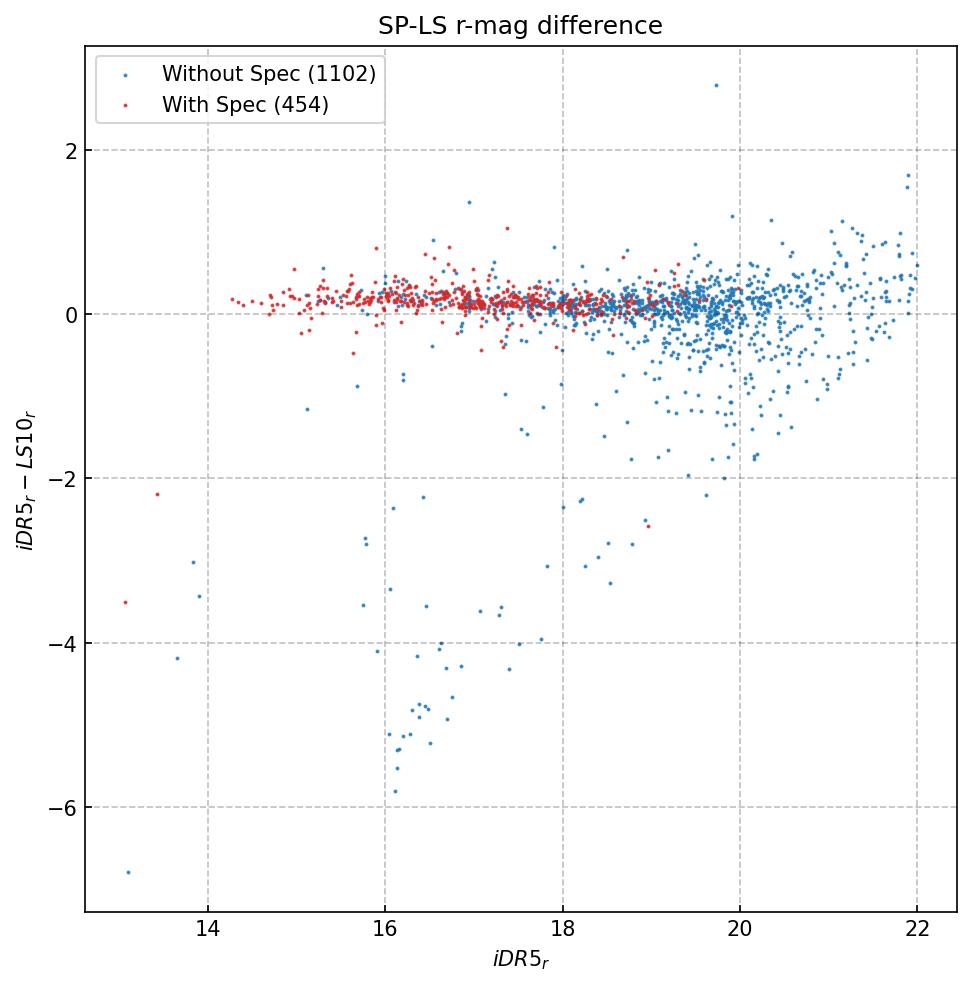 SP-LS r-mag difference
Without Spec (1102)
With Spec (454)
2
0
−2
−4
−6
iDR5r − LS10r
14 16 18 20 22
iDR5r